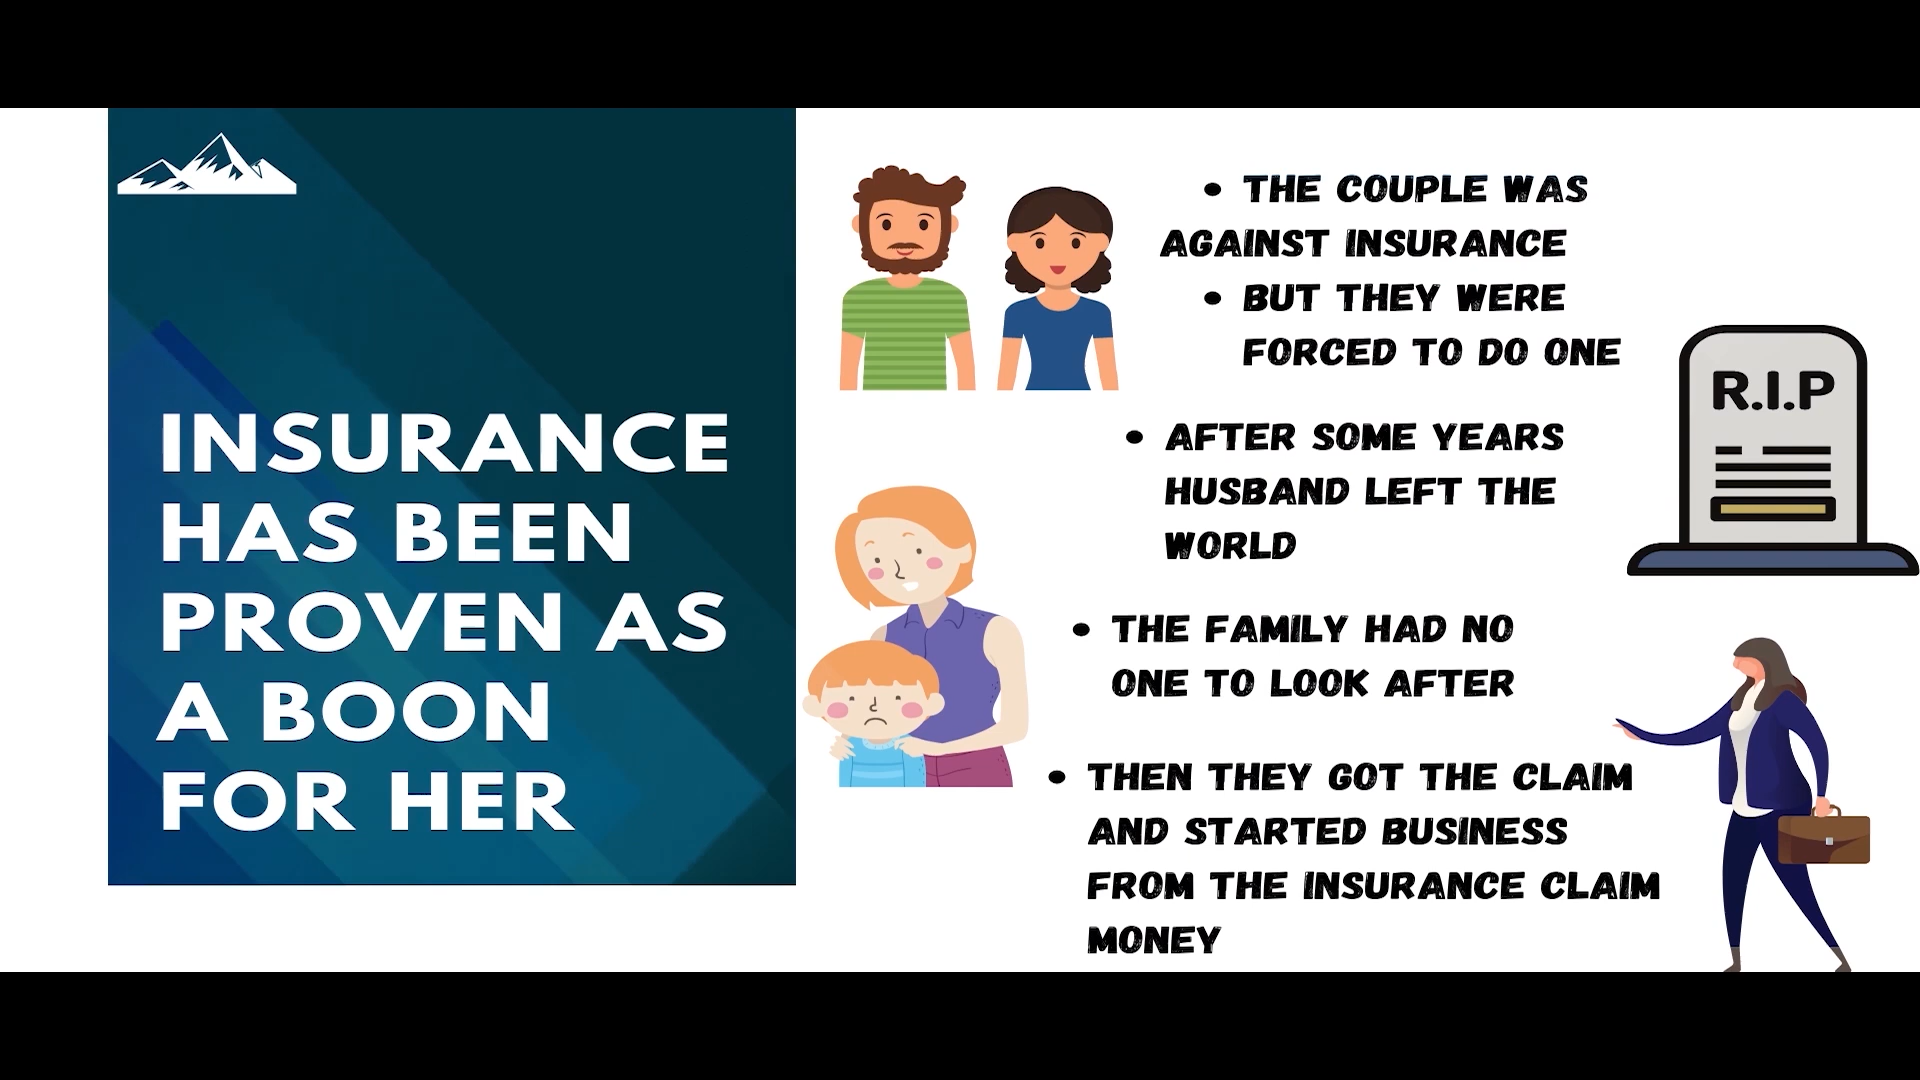 INSURANCE
HAS BEEN
PROVEN AS
A BOON
FOR HER
• THE COUPLE WAS
AGAINST INSURANCE
• BUT THEY WERE
FORCED TO DO ONE
• AFTER SOME YEARS
HUSBAND LEFT THE
WORLD
R.I.P
• THE FAMILY HAD NO
ONE TO LOOK AFTER
• THEN THEY GOT THE CLAIM
AND STARTED BUSINESS
FROM THE INSURANCE CLAIM
MONEY